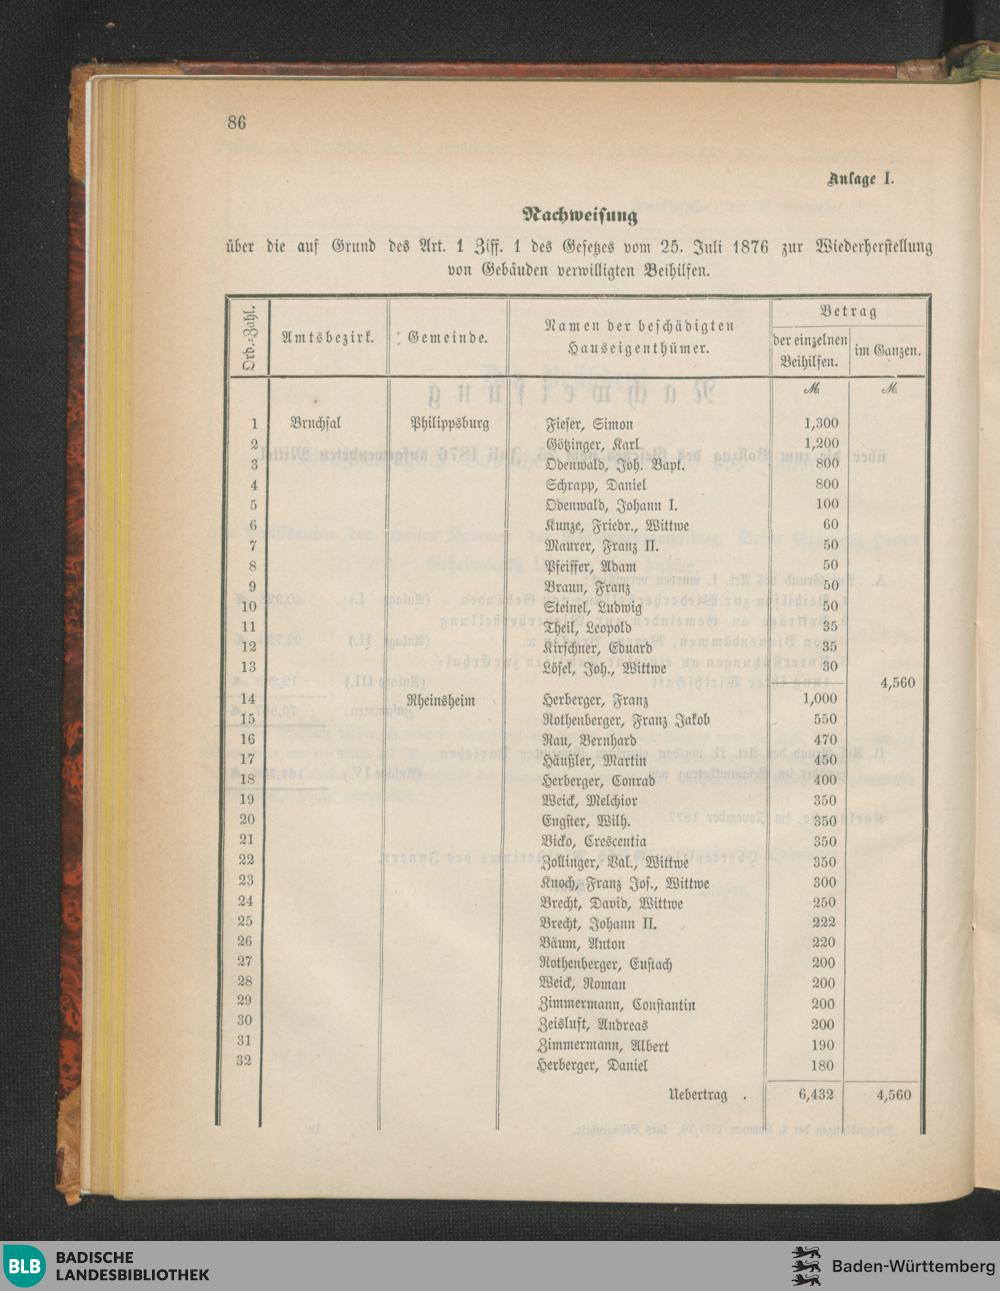 86
Anlage I.
Nachweisung
über die auf Grund des Art. 1 Ziff. 1 des Gesetzes vom 25. Juli 1876 zur Wiederherstellung
von Gebäuden verwilligten Beihilfen.
Ord.=Zahl. Amtsbezirk. Gemeinde. Namen der beschädigten Hauseigenthümer. Betrag
der einzelnen Beihilfen. im Ganzen.
M. M.
1 Bruchsal Philippsburg Fieser, Simon 1,300
2 Götzinger, Karl 1,200
3 Odenwald, Joh. Bapt. 800
4 Schrapp, Daniel 800
5 Odenwald, Johann I. 100
6 Kunze, Friedr., Wittwe 60
7 Maurer, Franz II. 50
8 Pfeiffer, Adam 50
9 Braun, Franz 50
10 Steinel, Ludwig 50
11 Theil, Leopold 35
12 Kirschner, Eduard 35
13 Lösel, Joh., Wittwe 30
4,560
14 Rheinsheim Herberger, Franz 1,000
15 Rothenberger, Franz Jakob 550
16 Rau, Bernhard 470
17 Häußler, Martin 450
18 Herberger, Conrad 400
19 Weick, Melchior 350
20 Engster, Wilh. 350
21 Bicko, Crescentia 350
22 Zollinger, Val., Wittwe 350
23 Knoch, Franz Jos., Wittwe 300
24 Brecht, David, Wittwe 250
25 Brecht, Johann II. 222
26 Bäum, Anton 220
27 Rothenberger, Eustach 200
28 Weick, Roman 200
29 Zimmermann, Constantin 200
30 Zeisluft, Andreas 200
31 Zimmermann, Albert 190
32 Herberger, Daniel 180
Uebertrag . 6,432 4,560
BLB BADISCHE
LANDESBIBLIOTHEK
Baden-Württemberg